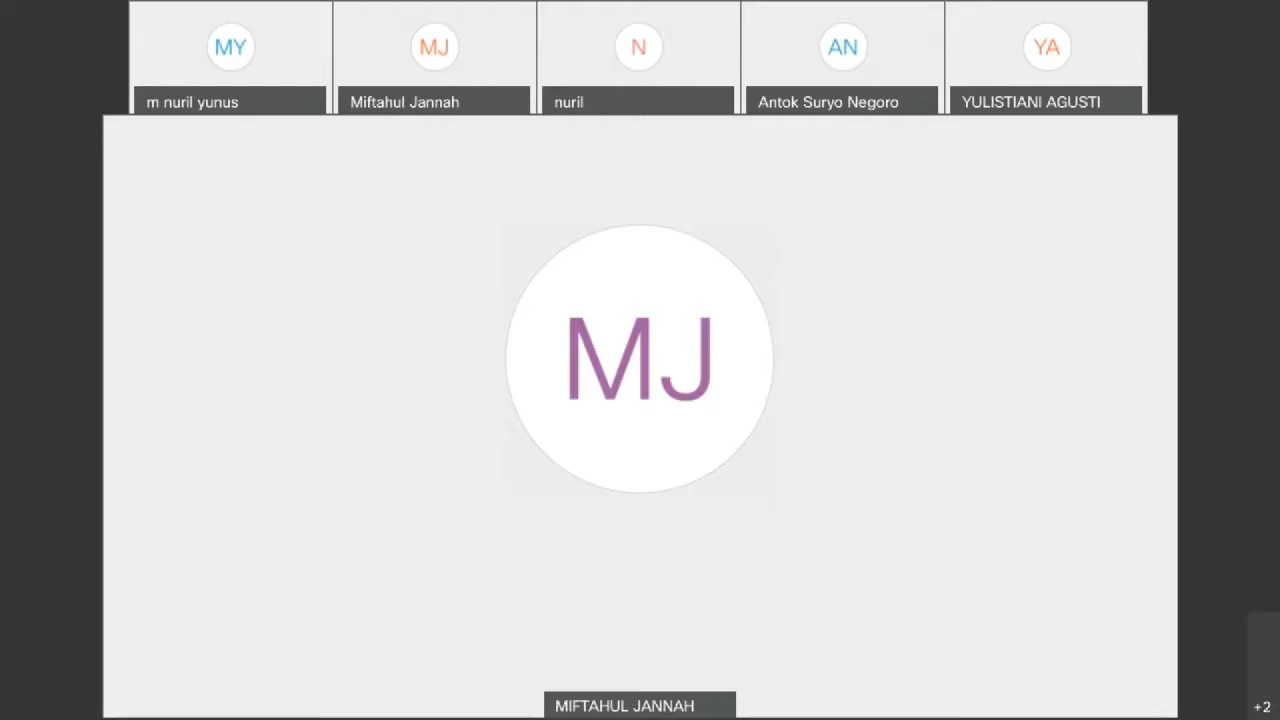 MY
MJ
N
AN
YA
m nuril yunus
Miftahul Jannah
nuril
Antok Suryo Negoro
YULISTIANI AGUSTI
MJ
MIFTAHUL JANNAH
+2